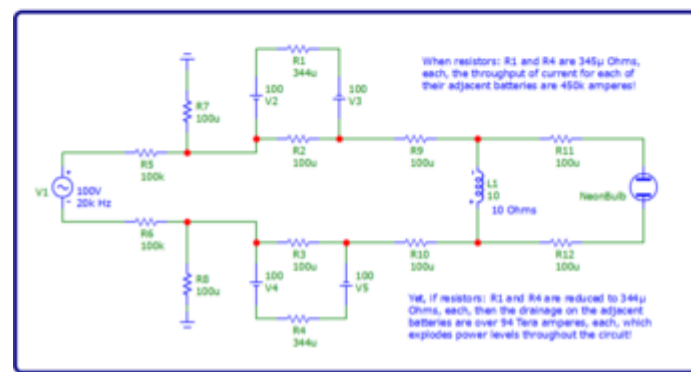 R1
344u
When resistors: R1 and R4 are 345µ Ohms,
each, the throughput of current for each of
their adjacent batteries are 450k amperes!
100
V2
100
V3
R7
100u
R5
100k
R2
100u
R9
100u
R11
100u
V1
100V
20k Hz
L1
10
10 Ohms
NeonBulb
R6
100k
R3
100u
R10
100u
R12
100u
R8
100u
100
V4
100
V5
R4
344u
Yet, if resistors: R1 and R4 are reduced to 344µ
Ohms, each, then the drainage on the adjacent
batteries are over 94 Tera amperes, each, which
explodes power levels throughout the circuit!